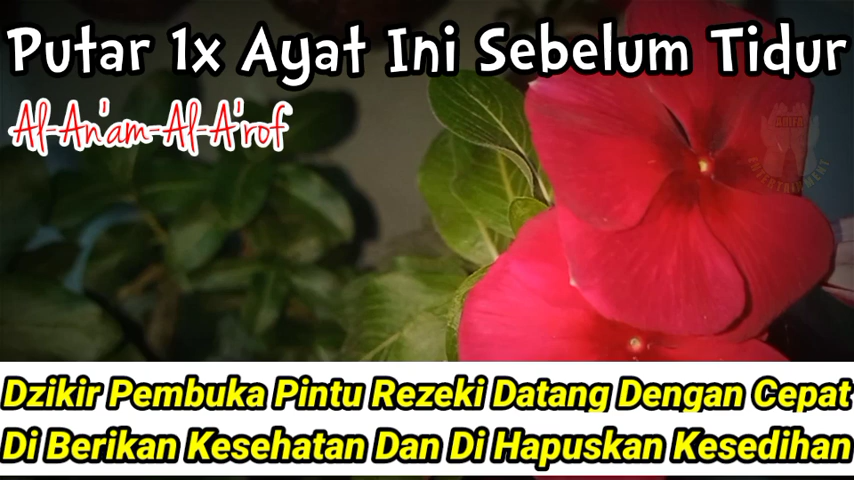 Putar 1x Ayat Ini Sebelum Tidur
Al-An'am-Al-A'rof
ENTERTAINMENT
Dzikir Pembuka Pintu Rezeki Datang Dengan Cepat
Di Berikan Kesehatan Dan Di Hapuskan Kesedihan